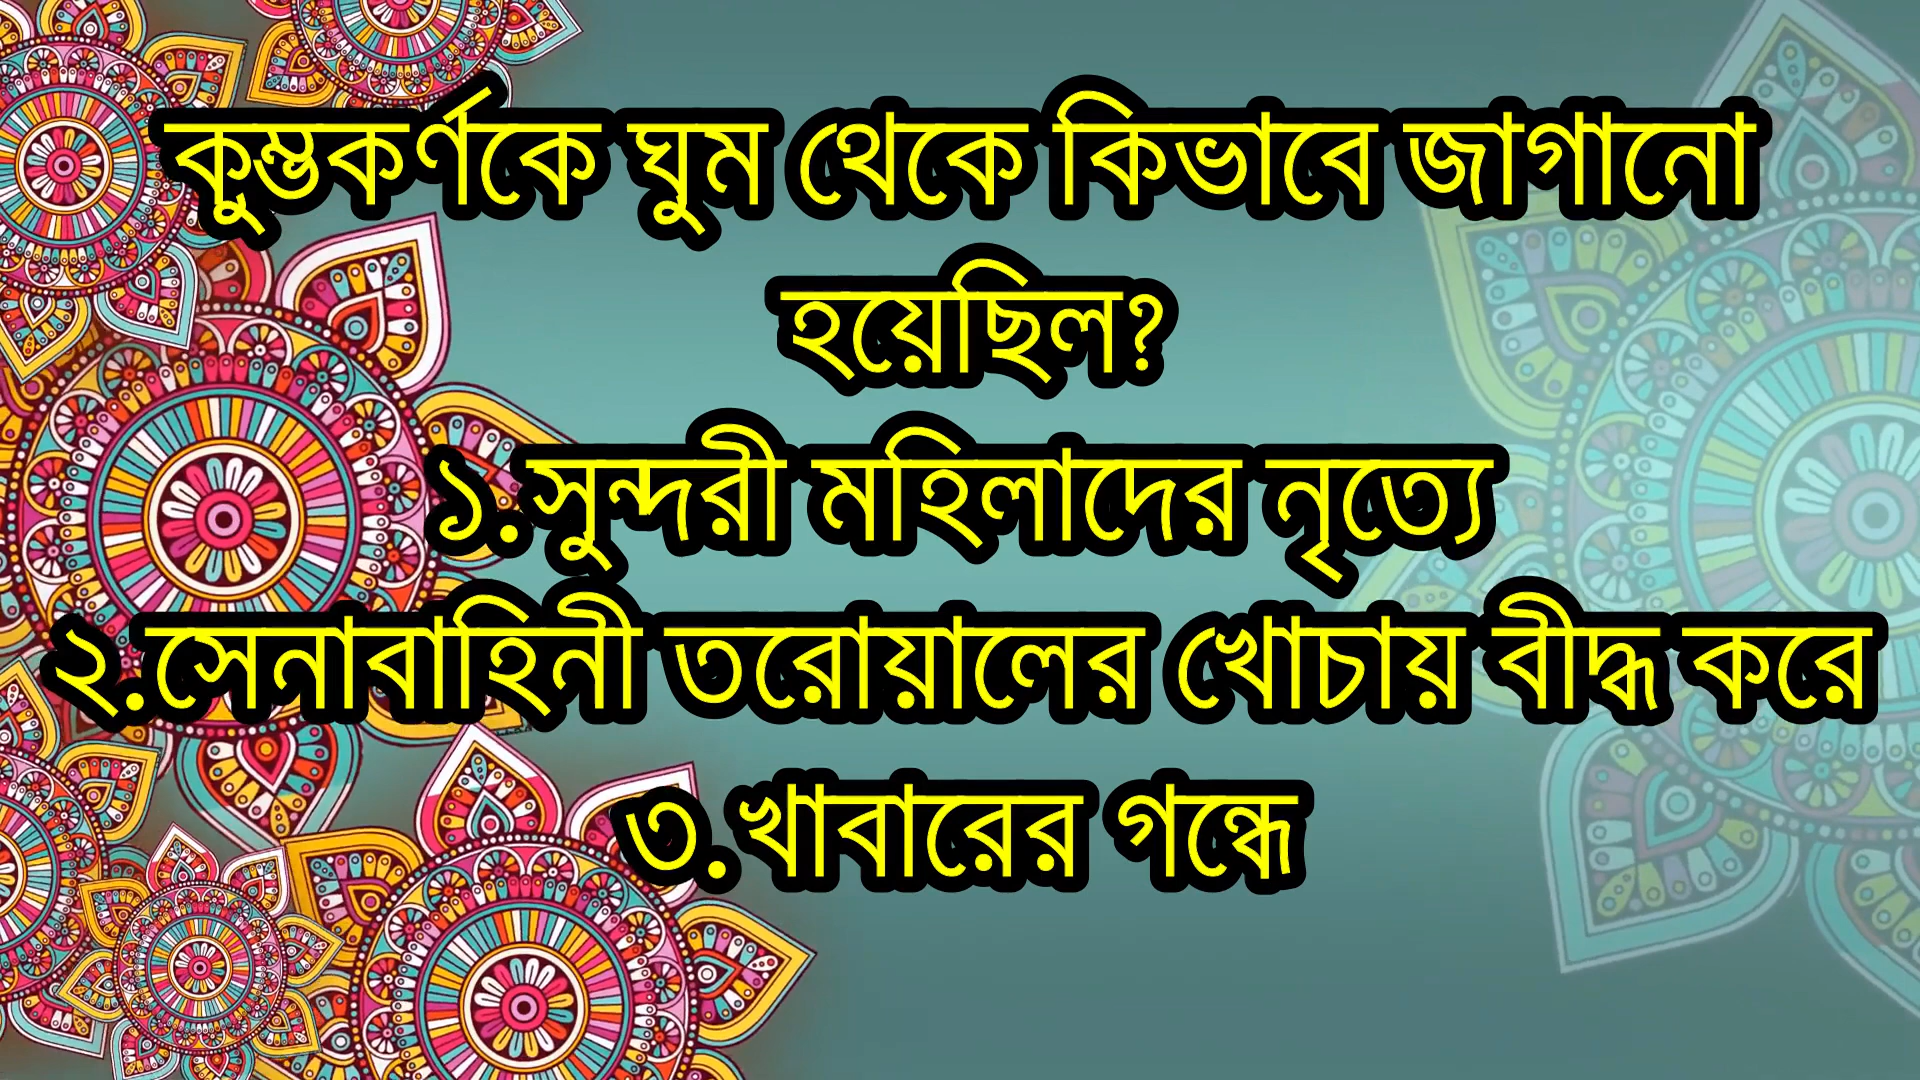 কুম্ভকর্ণকে ঘুম থেকে কিভাবে জাগানো
হয়েছিল?
১.সুন্দরী মহিলাদের নৃত্যে
২.সেনাবাহিনী তরোয়ালের খোচায় বীদ্ধ করে
৩.খাবারের গন্ধে